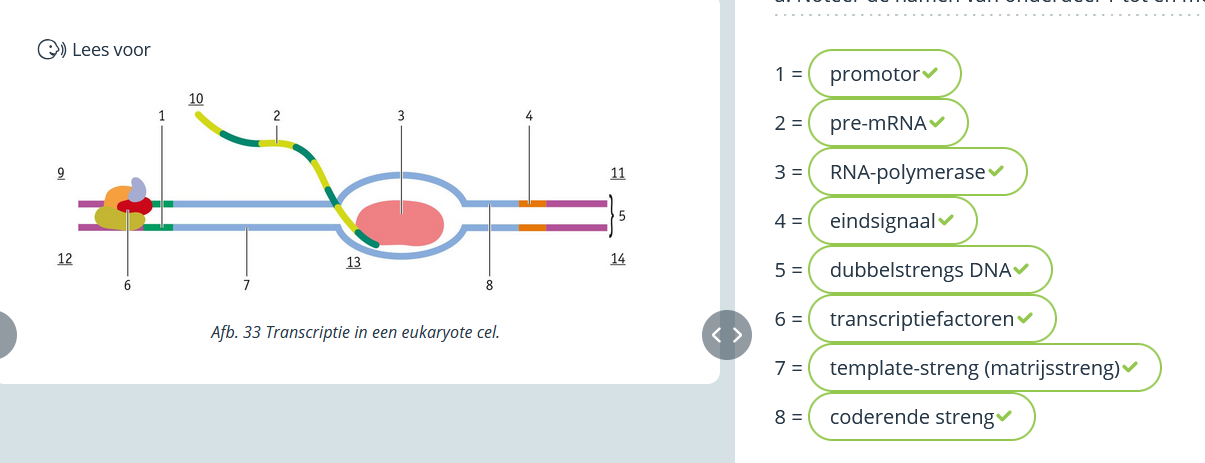 Lees voor
10
1
2
3
4
9
11
5
12
13
14
6
7
8
Afb. 33 Transcriptie in een eukaryote cel.
1 = promotor
2 = pre-mRNA
3 = RNA-polymerase
4 = eindsignaal
5 = dubbelstrengs DNA
6 = transcriptiefactoren
7 = template-streng (matrijsstreng)
8 = coderende streng